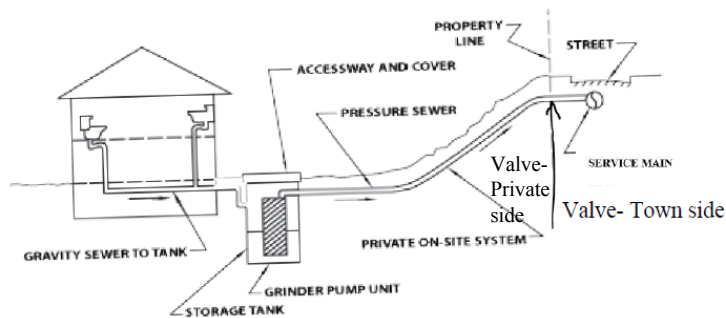 PROPERTY
LINE
STREET
ACCESSWAY AND COVER
PRESSURE SEWER
Valve-
Private
side
SERVICE MAIN
Valve- Town side
GRAVITY SEWER TO TANK
PRIVATE ON-SITE SYSTEM
GRINDER PUMP UNIT
STORAGE TANK